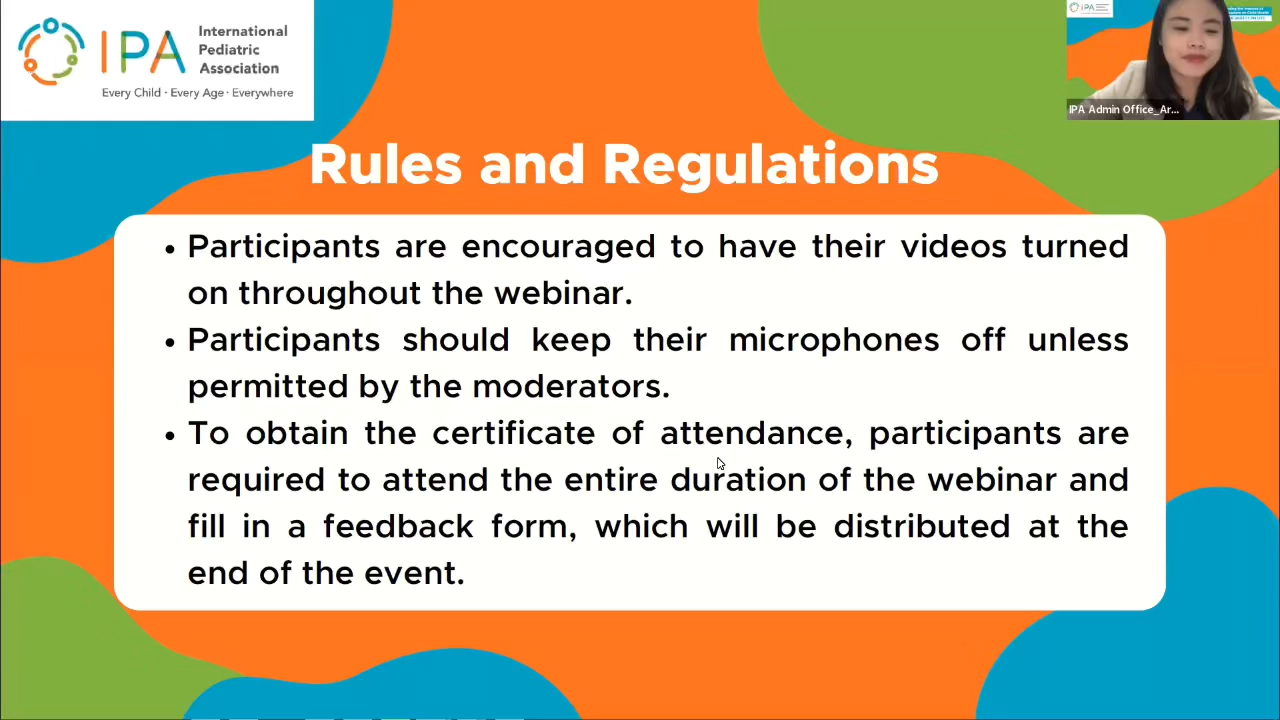 IPA
International
Pediatric
Association
Every Child · Every Age · Everywhere
IPA
IPA Admin Office_Ar...
Rules and Regulations
• Participants are encouraged to have their videos turned
on throughout the webinar.
• Participants should keep their microphones off unless
permitted by the moderators.
• To obtain the certificate of attendance, participants are
required to attend the entire duration of the webinar and
fill in a feedback form, which will be distributed at the
end of the event.